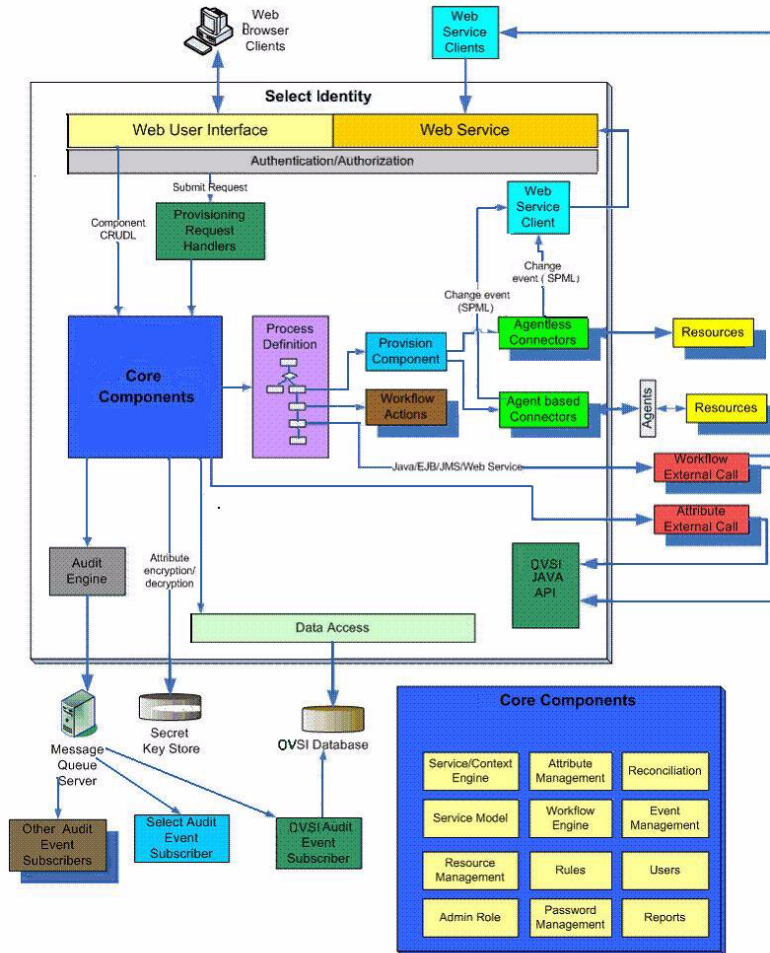 Web
Browser
Clients
Web
Service
Clients
Select Identity
Web User Interface
Web Service
Authentication/Authorization
Submit Request
Component
CRUDL
Provisioning
Request
Handlers
Web
Service
Client
Change
event ( SPML)
Change event
(SPML)
Core
Components
Process
Definition
Provision
Component
Agentless
Connectors
Resources
Workflow
Actions
Agent based
Connectors
Agents
Resources
Java/EJB/JMS/Web Service
Workflow
External Call
Attribute
External Call
Audit
Engine
Attribute
encryption/
decryption
OVSI
JAVA
API
Data Access
Message
Queue
Server
Secret
Key Store
OVSI Database
Other Audit
Event
Subscribers
Select Audit
Event
Subscriber
OVSI Audit
Event
Subscriber
Core Components
Service/Context
Engine
Attribute
Management
Reconciliation
Service Model
Workflow
Engine
Event
Management
Resource
Management
Rules
Users
Admin Role
Password
Management
Reports